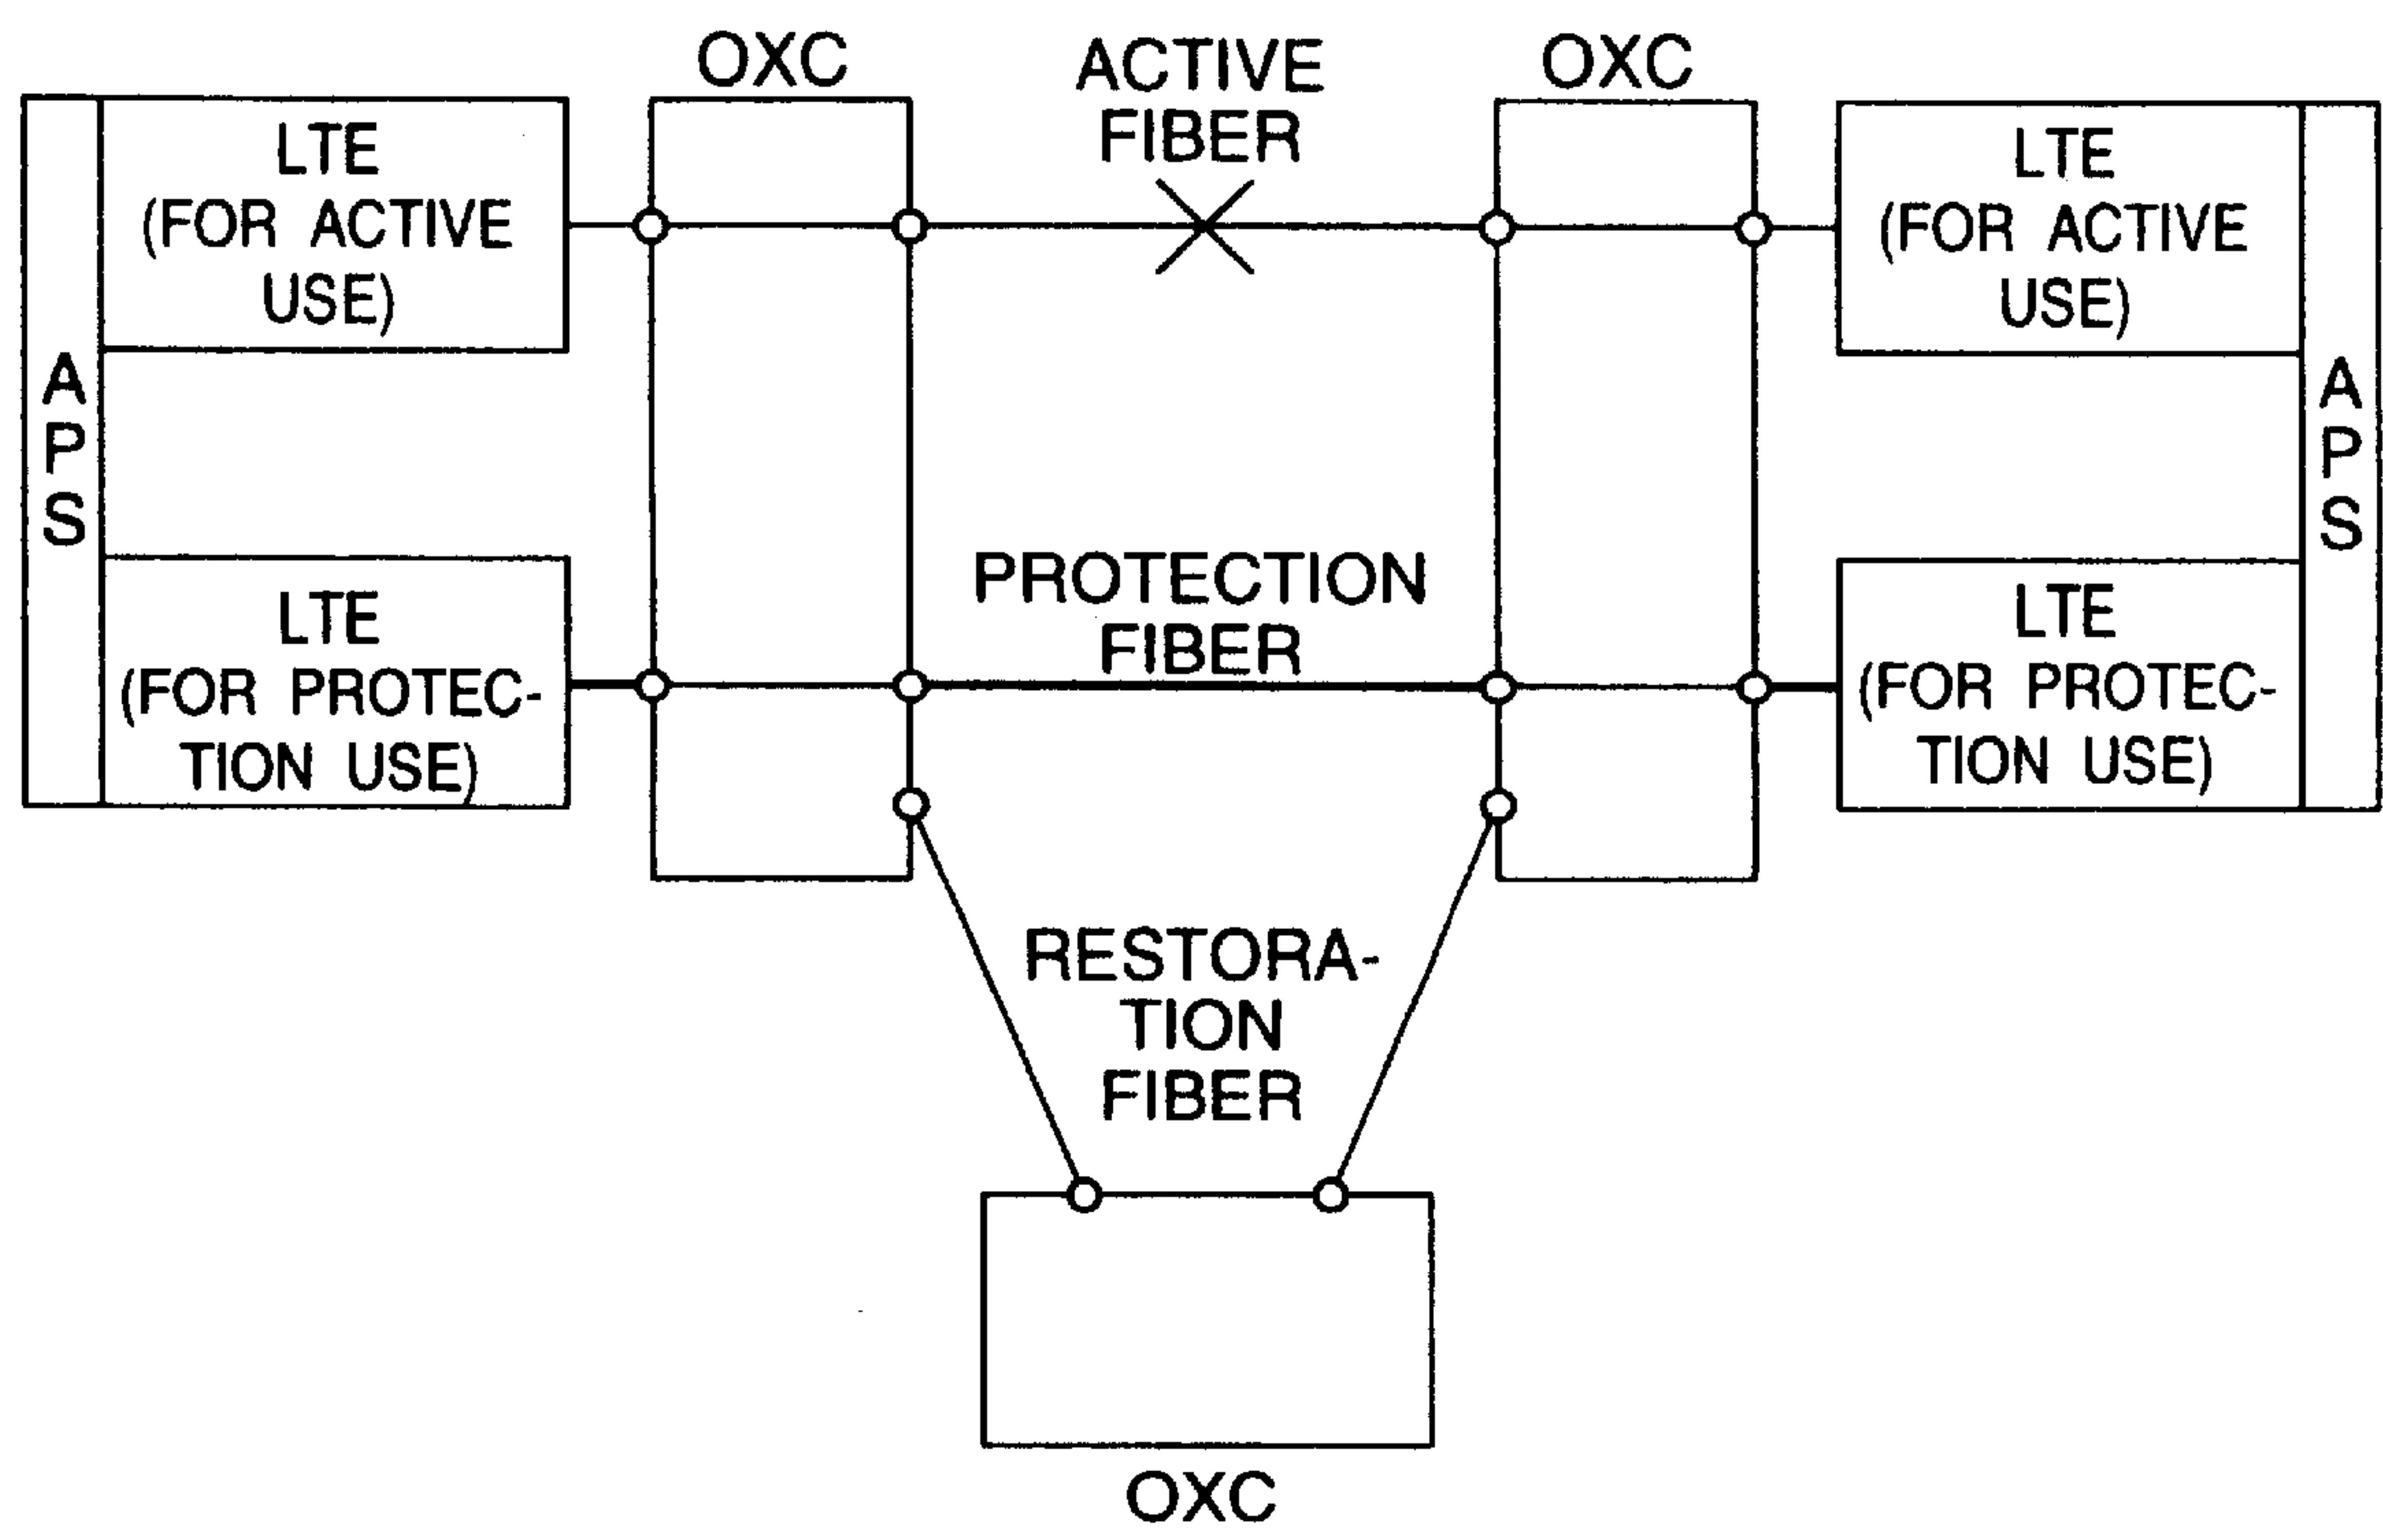 OXC
ACTIVE
FIBER
OXC
LTE
(FOR ACTIVE
USE)
LTE
(FOR ACTIVE
USE)
A
P
S
A
P
S
PROTECTION
FIBER
LTE
(FOR PROTEC-
TION USE)
LTE
(FOR PROTEC-
TION USE)
RESTORA-
TION
FIBER
OXC